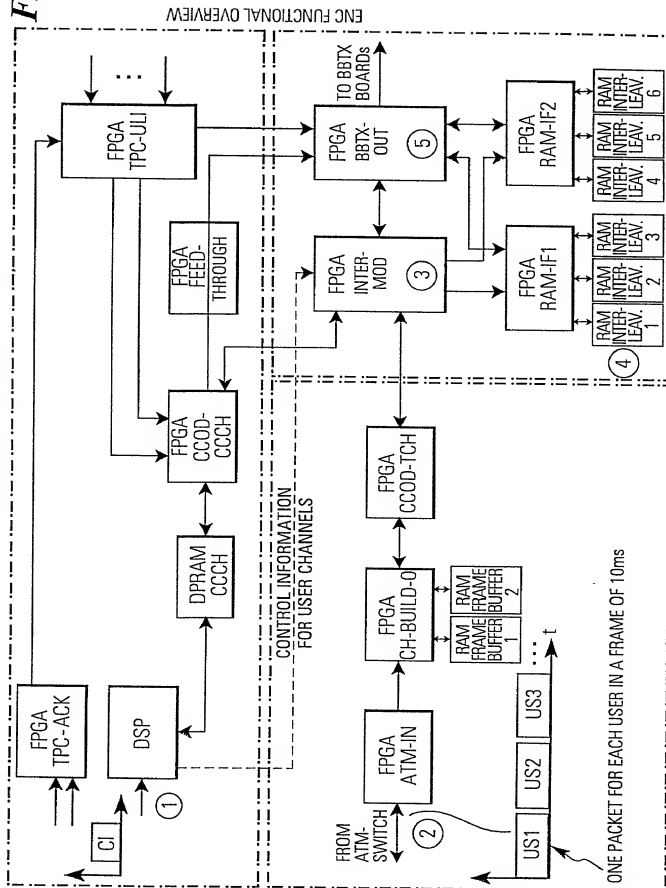 F
ENC FUNCTIONAL OVERVIEW
FPGA
TPC-ACK
CI
1
DSP
DPRAM
CCCH
FPGA
CCOD-
CCCH
FPGA
FEED-
THROUGH
FPGA
TPC-ULI
...
CONTROL INFORMATION
FOR USER CHANNELS
FROM
ATM-
SWITCH
2
FPGA
ATM-IN
FPGA
CH-BUILD-O
RAM
FRAME
BUFFER
1
RAM
FRAME
BUFFER
2
FPGA
CCOD-TCH
FPGA
INTER-
MOD
3
FPGA
BBTX-
OUT
5
TO BBTX
BOARDs
FPGA
RAM-IF1
FPGA
RAM-IF2
4
RAM
INTER-
LEAV.
1
RAM
INTER-
LEAV.
2
RAM
INTER-
LEAV.
3
RAM
INTER-
LEAV.
4
RAM
INTER-
LEAV.
5
RAM
INTER-
LEAV.
6
US1
US2
US3
...
t
ONE PACKET FOR EACH USER IN A FRAME OF 10ms